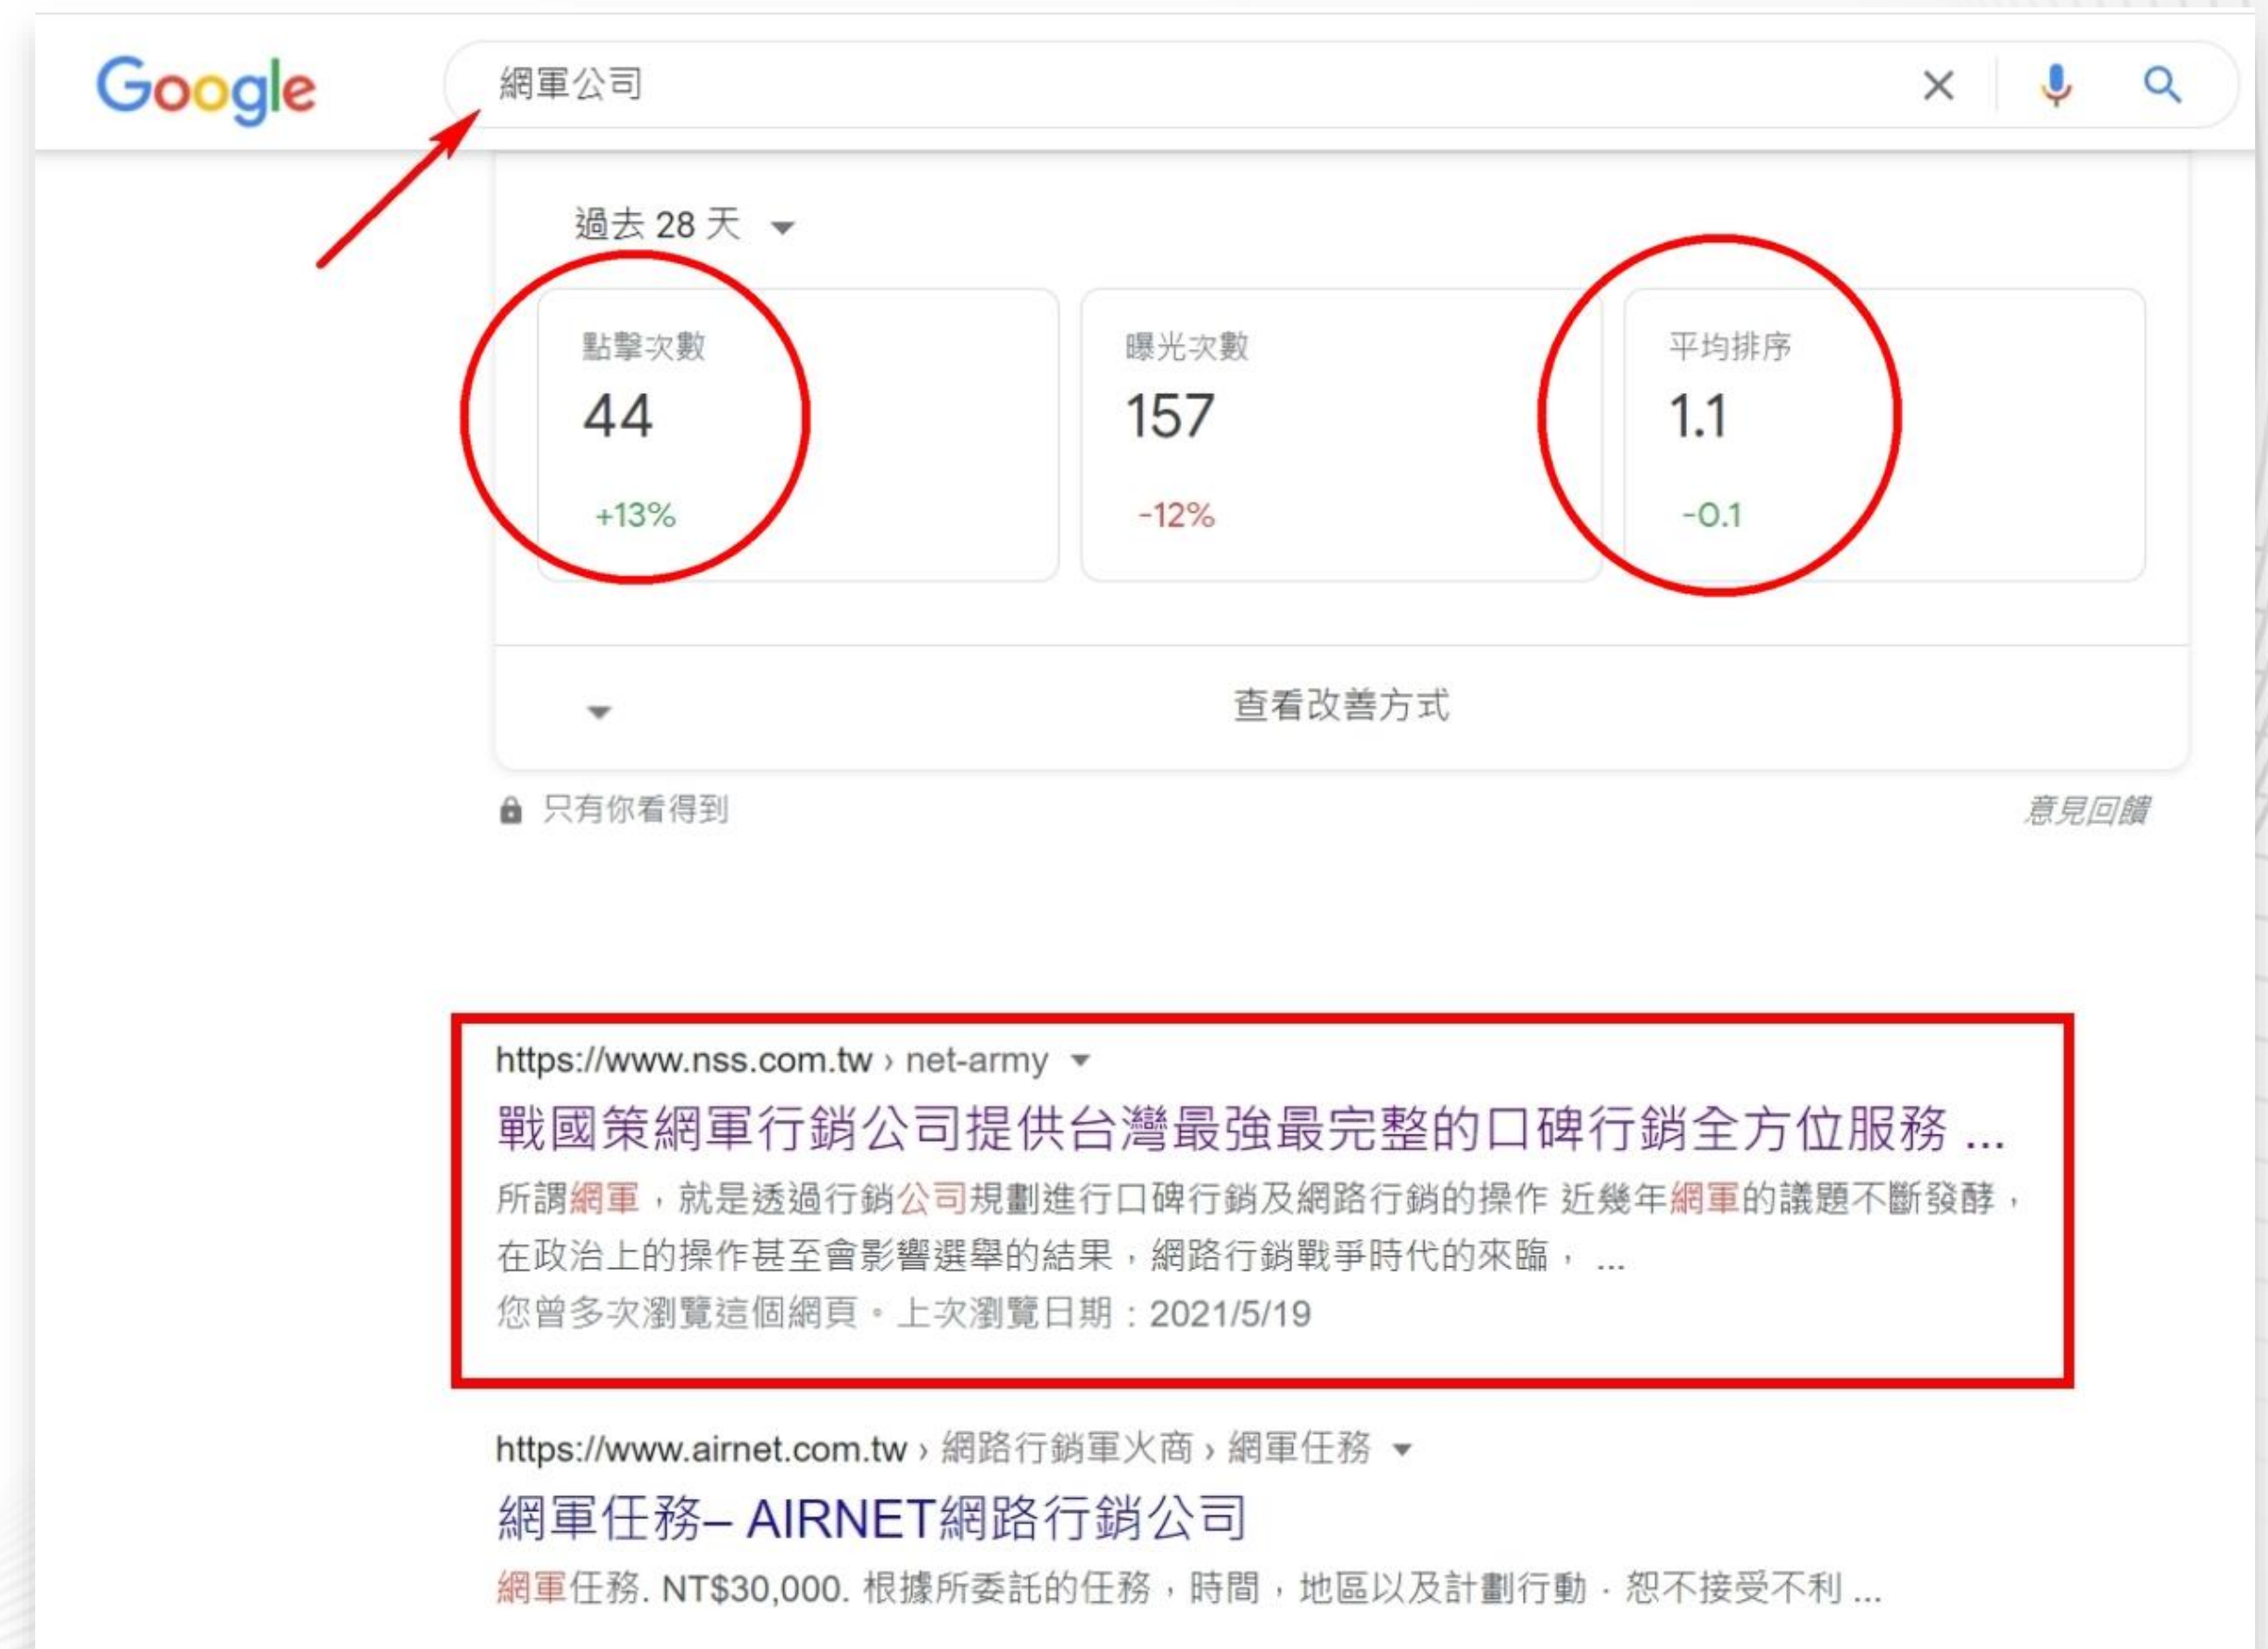 Google
網軍公司
過去 28 天
點擊次數
44
+13%
曝光次數
157
-12%
平均排序
1.1
-0.1
查看改善方式
只有你看得到
意見回饋
https://www.nss.com.tw › net-army
戰國策網軍行銷公司提供台灣最強最完整的口碑行銷全方位服務 ...
所謂網軍，就是透過行銷公司規劃進行口碑行銷及網路行銷的操作 近幾年網軍的議題不斷發酵，
在政治上的操作甚至會影響選舉的結果，網路行銷戰爭時代的來臨， ...
您曾多次瀏覽這個網頁。上次瀏覽日期：2021/5/19
https://www.airnet.com.tw › 網路行銷軍火商 › 網軍任務
網軍任務– AIRNET網路行銷公司
網軍任務. NT$30,000. 根據所委託的任務，時間，地區以及計劃行動 · 恕不接受不利 ...